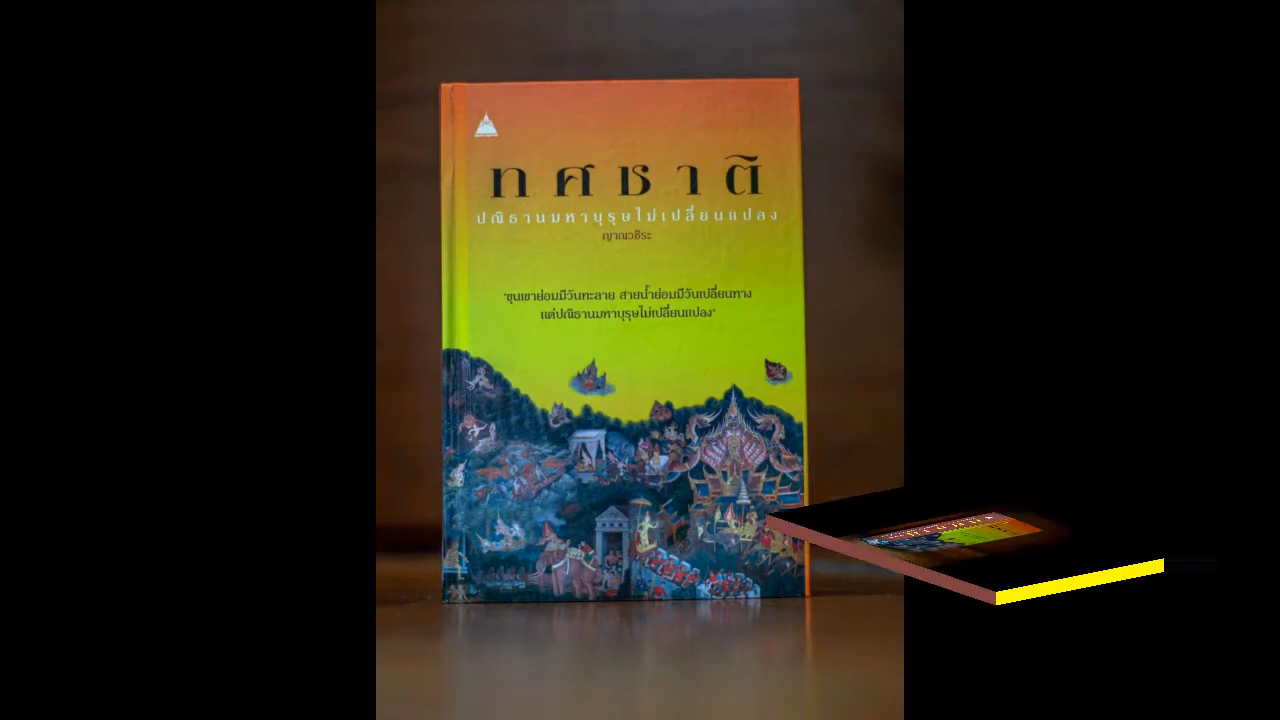 ทศชาติ
ปณิธานมหาบุรุษไม่เปลี่ยนแปลง
ญาณวชิระ
'ขุนเขาย่อมมีวันทะลาย สายน้ำย่อมมีวันเปลี่ยนทาง
แต่ปณิธานมหาบุรุษไม่เปลี่ยนแปลง'